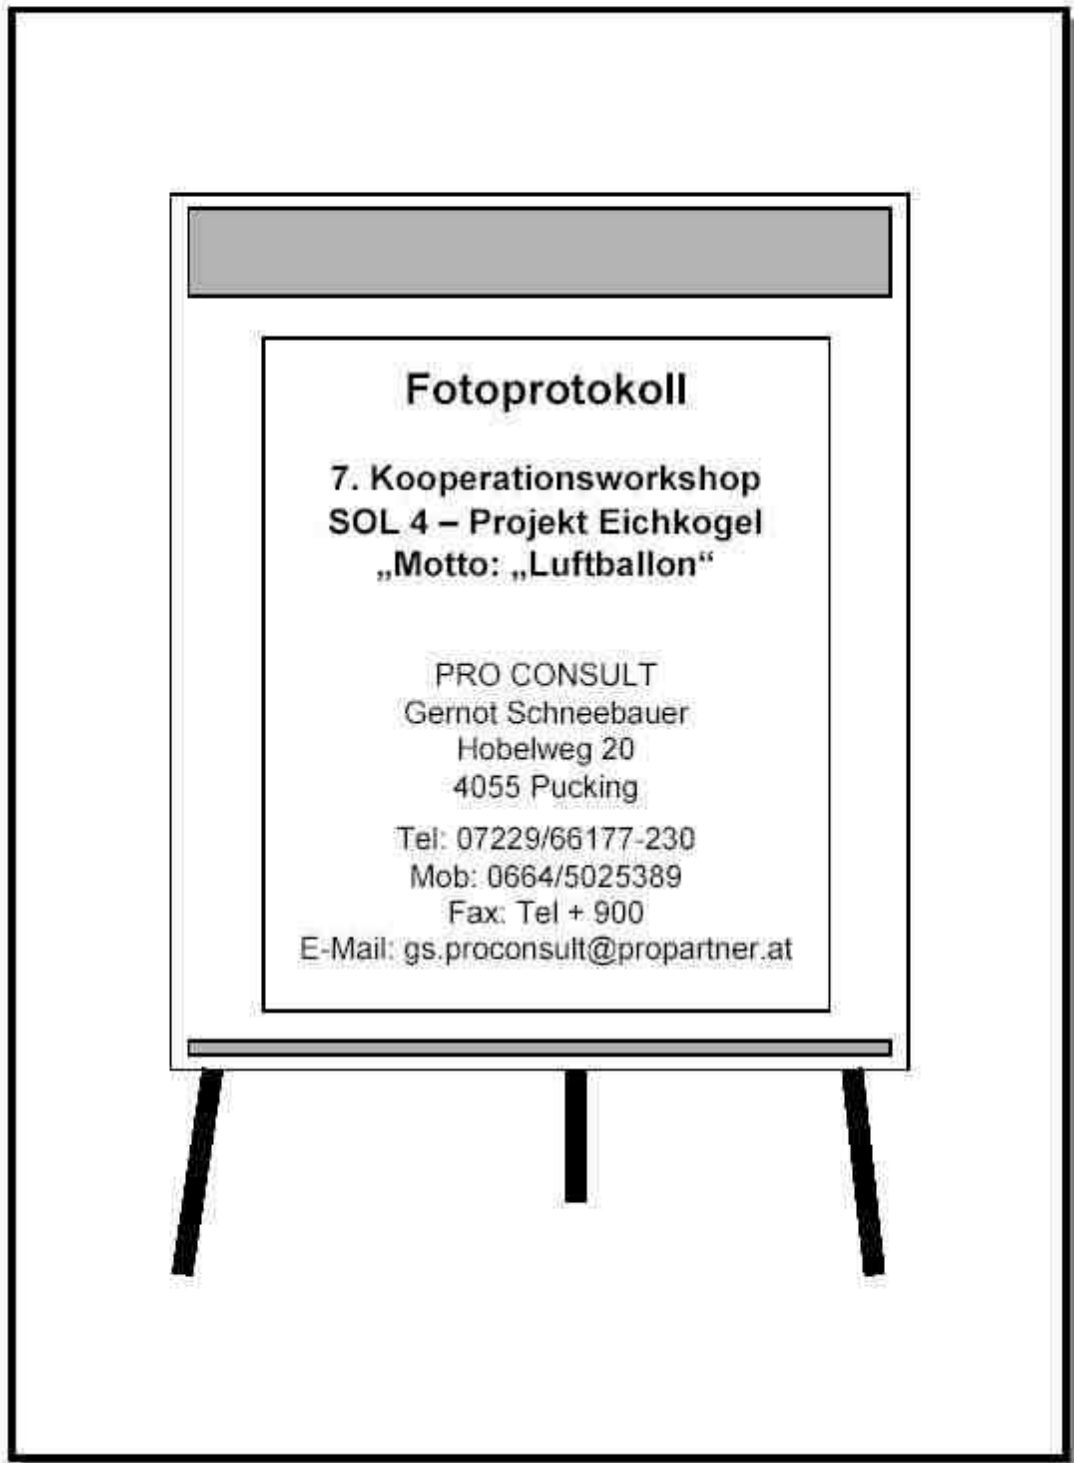 Fotoprotokoll
7. Kooperationsworkshop
SOL 4 – Projekt Eichkogel
„Motto: „Luftballon“
PRO CONSULT
Gernot Schneebauer
Hobelweg 20
4055 Pucking
Tel: 07229/66177-230
Mob: 0664/5025389
Fax: Tel + 900
E-Mail: gs.proconsult@propartner.at